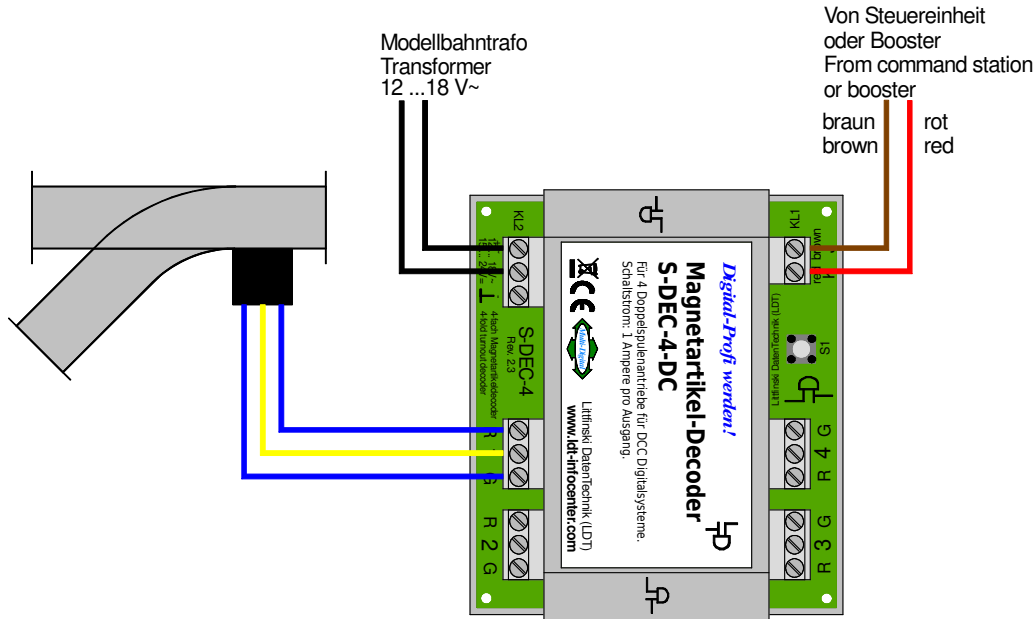 Modellbahntrafo
Transformer
12 ...18 V~
Von Steuereinheit
oder Booster
From command station
or booster
braun
brown
rot
red
KL2
KL1
red brown
S1
Littfinski DatenTechnik (LDT)
S-DEC-4
Rev. 2.3
4-fach Magnetartikeldecoder
4-fold turnout decoder
Digital-Profi werden!
Magnetartikel-Decoder
S-DEC-4-DC
Für 4 Doppelspulenantriebe für DCC Digitalsysteme.
Schaltstrom: 1 Ampere pro Ausgang.
CE
Multi-Digital
Littfinski DatenTechnik (LDT)
www.ldt-infocenter.com
R
G
R 2 G
R 4 G
R 3 G